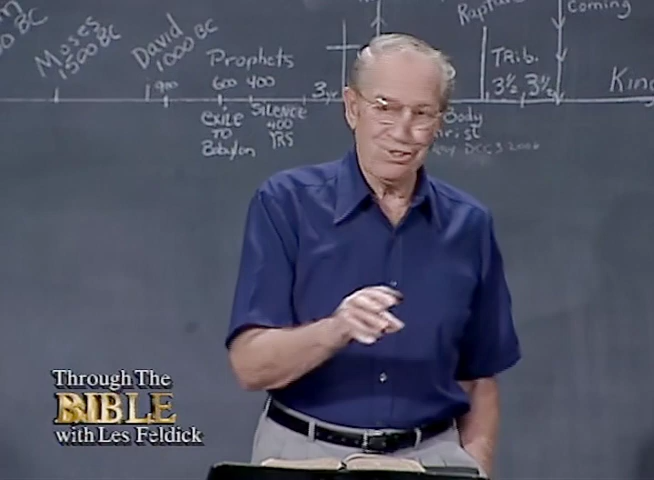 BC
Moses
1500 BC
David
1000 BC
900
Prophets
600 400
EXILE
TO
Babylon
SILENCE
400
YRS
3yr
Rapture
Coming
Trib.
3½ 3½
King
Body
Through The
BIBLE
with Les Feldick